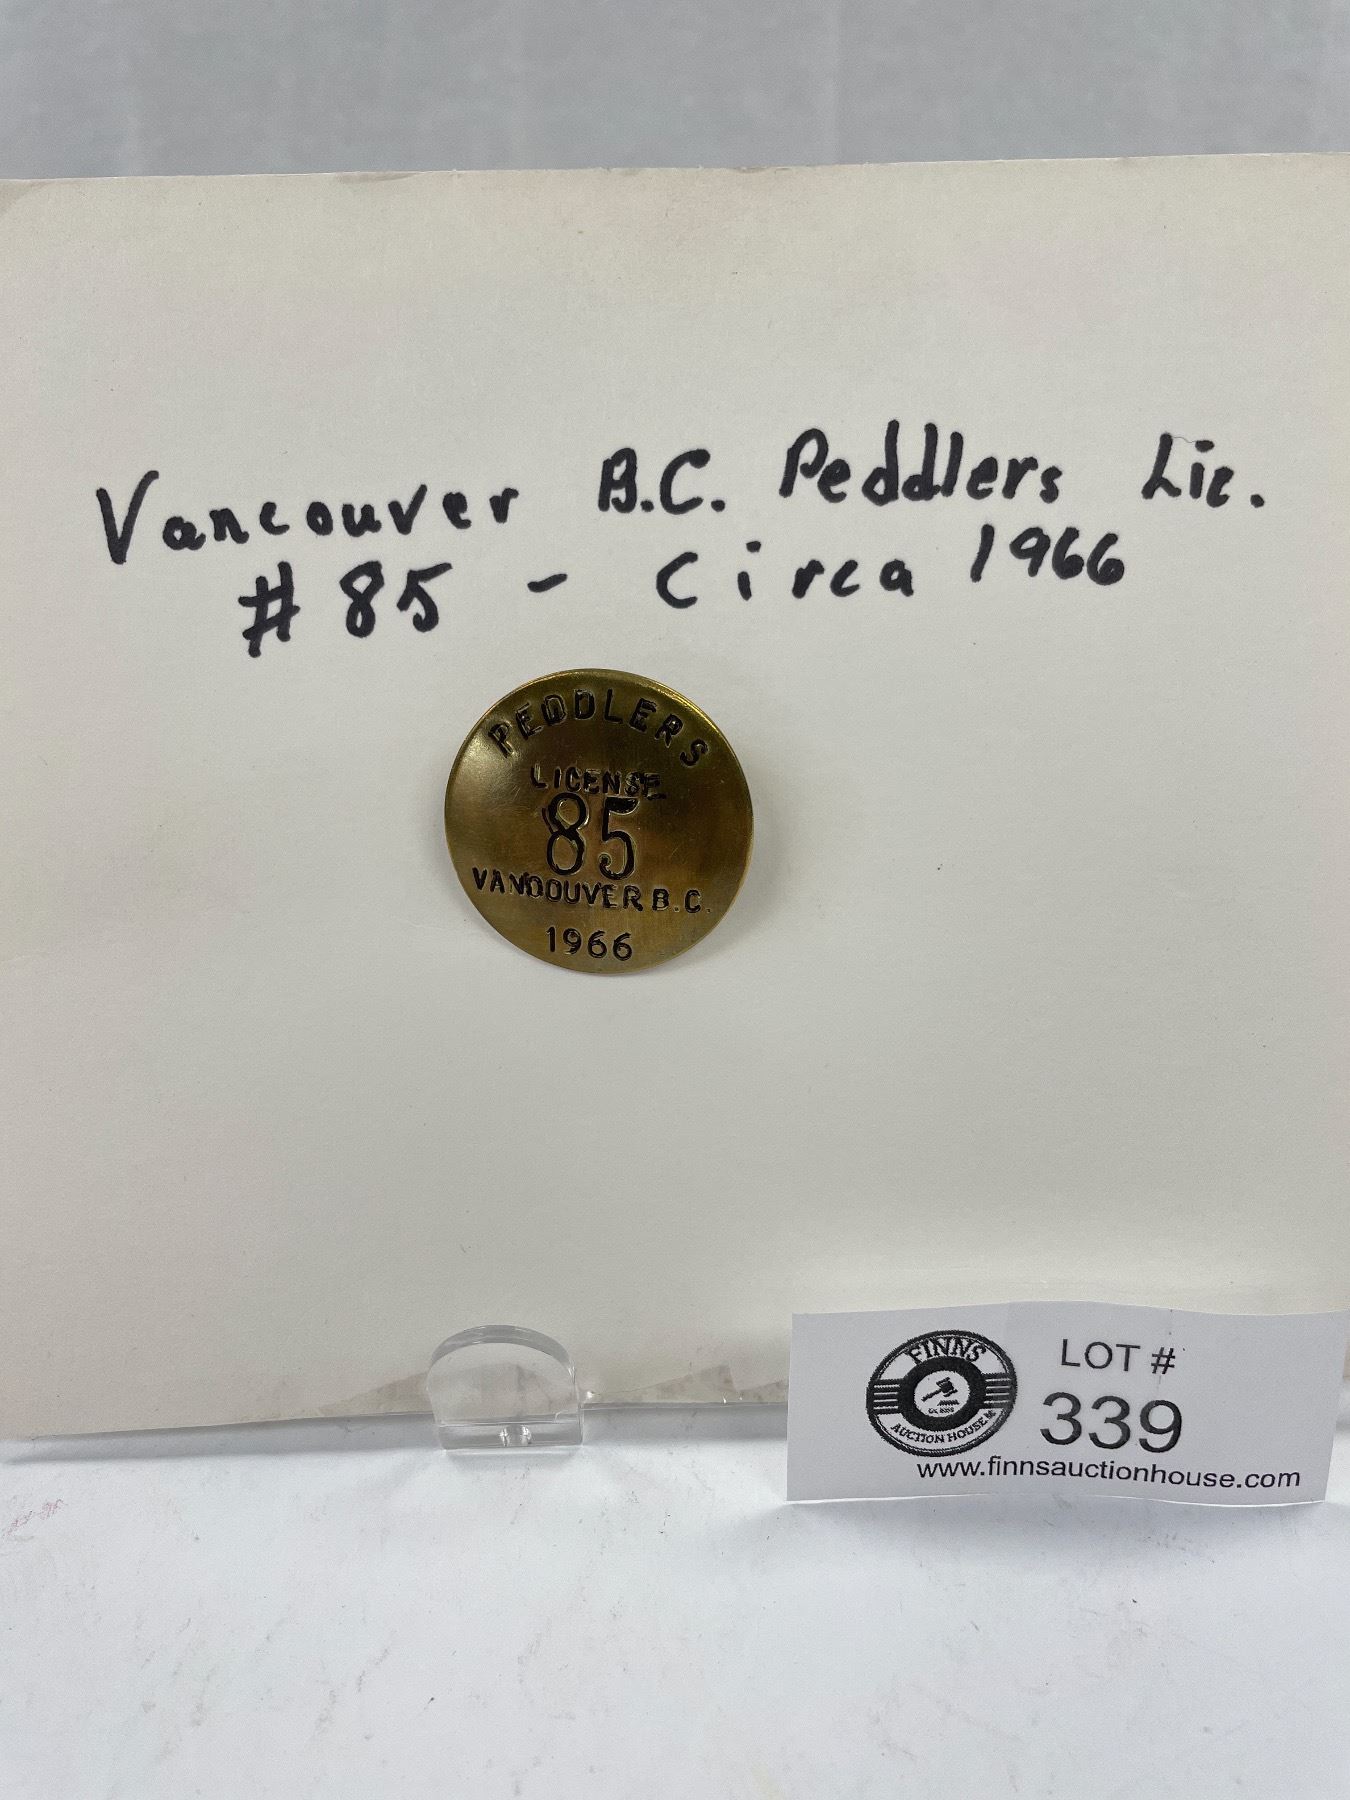 Vancouver B.C. Peddlers Lic.
#85 - Circa 1966
PEDDLERS
LICENSE
85
VANCOUVER B.C.
1966
FINNS
AUCTION HOUSE
LOT #
339
www.finnsauctionhouse.com